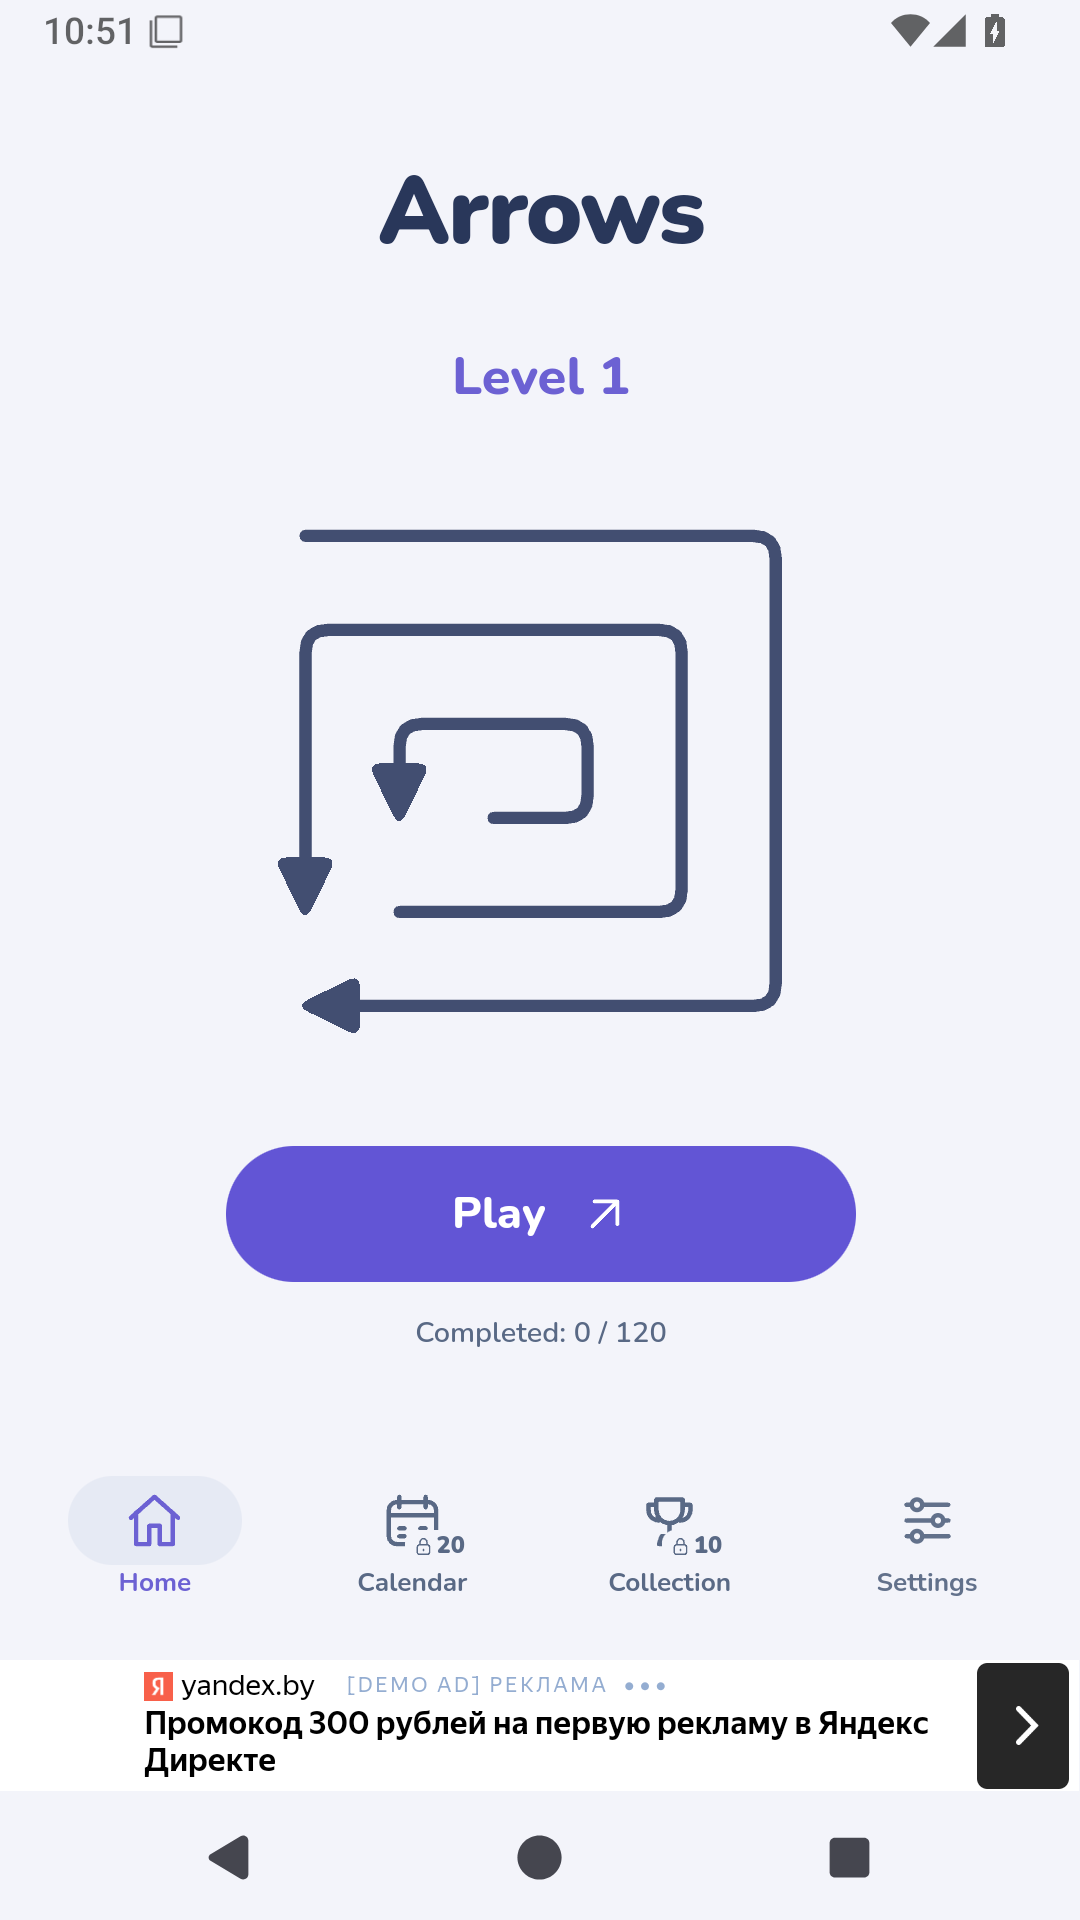 10:51
Arrows
Level 1
Play
Completed: 0 / 120
20
10
Home
Calendar
Collection
Settings
Я yandex.by [DEMO AD] РЕКЛАМА •••
Промокод 300 рублей на первую рекламу в Яндекс
Директе